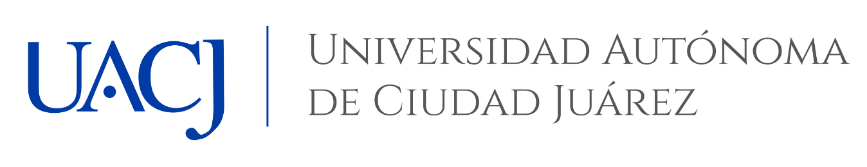 UACJ
Universidad Autónoma
de Ciudad Juárez